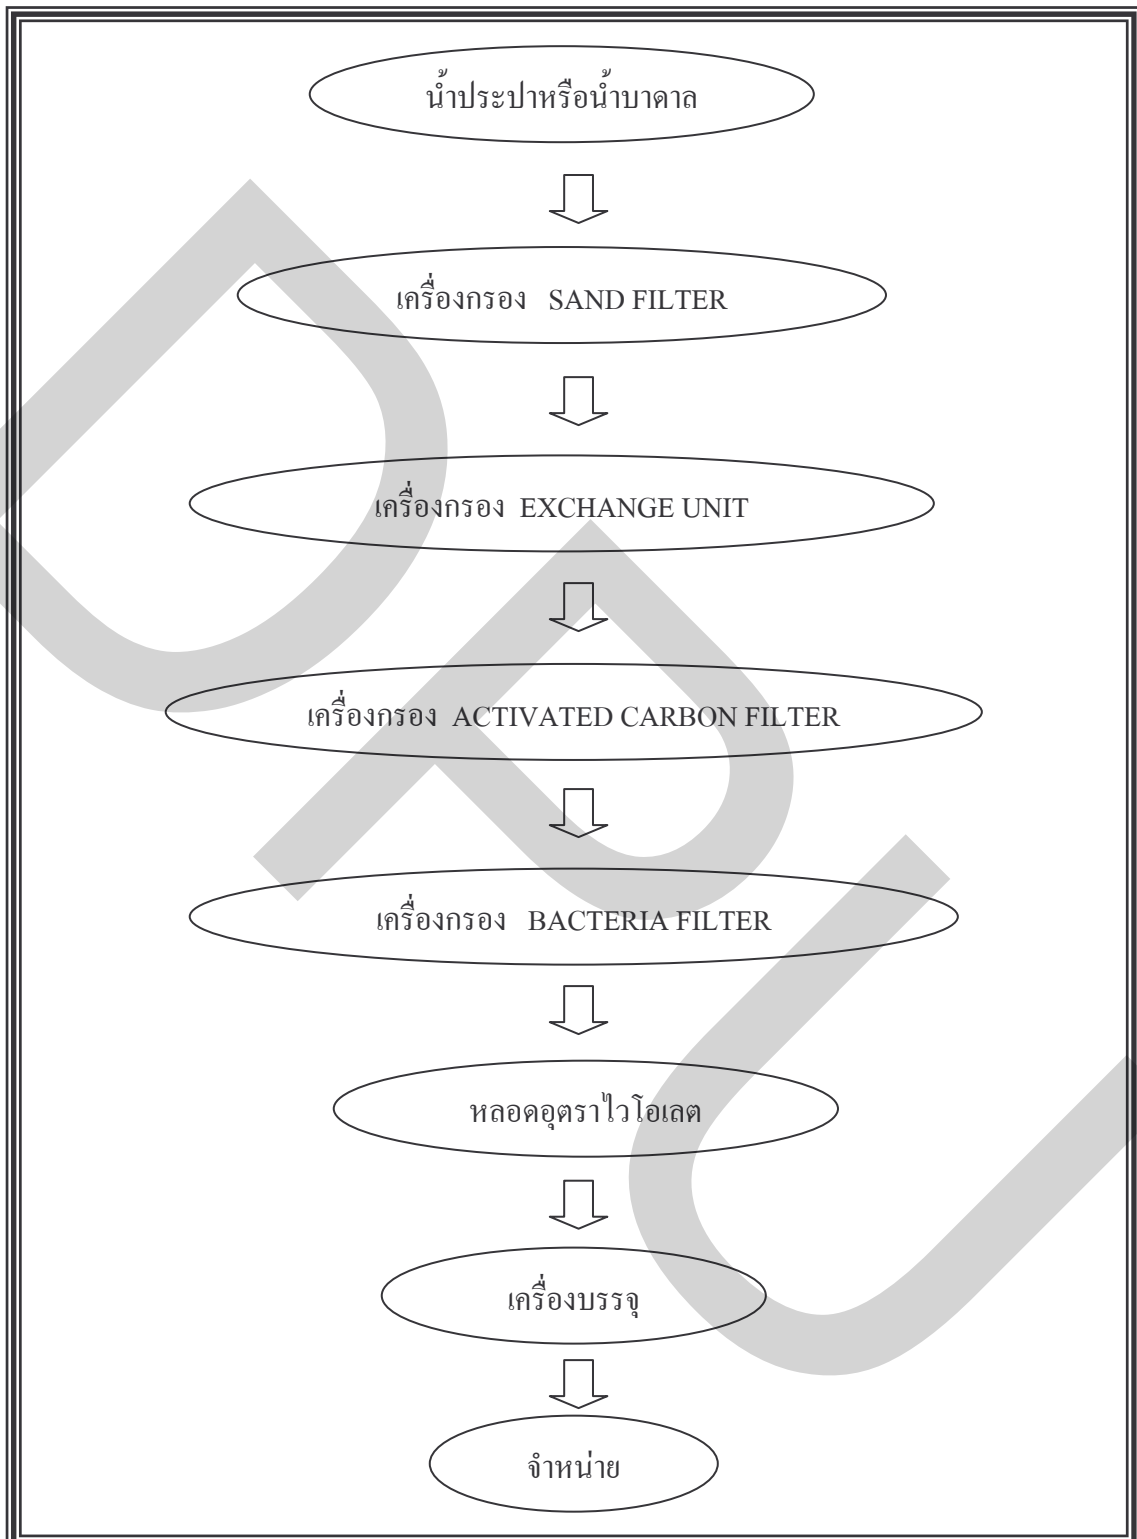 น้ำประปาหรือน้ำบาดาล
เครื่องกรอง SAND FILTER
เครื่องกรอง EXCHANGE UNIT
เครื่องกรอง ACTIVATED CARBON FILTER
เครื่องกรอง BACTERIA FILTER
หลอดอุตราไวโอเลต
เครื่องบรรจุ
จำหน่าย
DPU